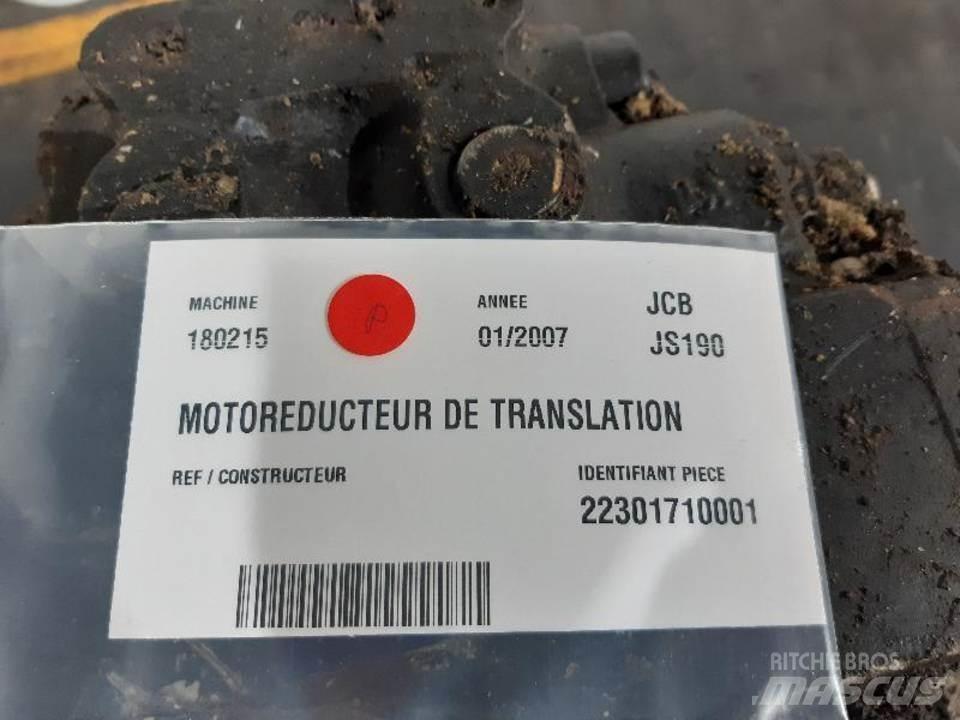 MACHINE ANNEE JCB
180215 01/2007 JS190
MOTOREDUCTEUR DE TRANSLATION
REF / CONSTRUCTEUR IDENTIFIANT PIECE
22301710001
RITCHIE BROS.
MASCUS